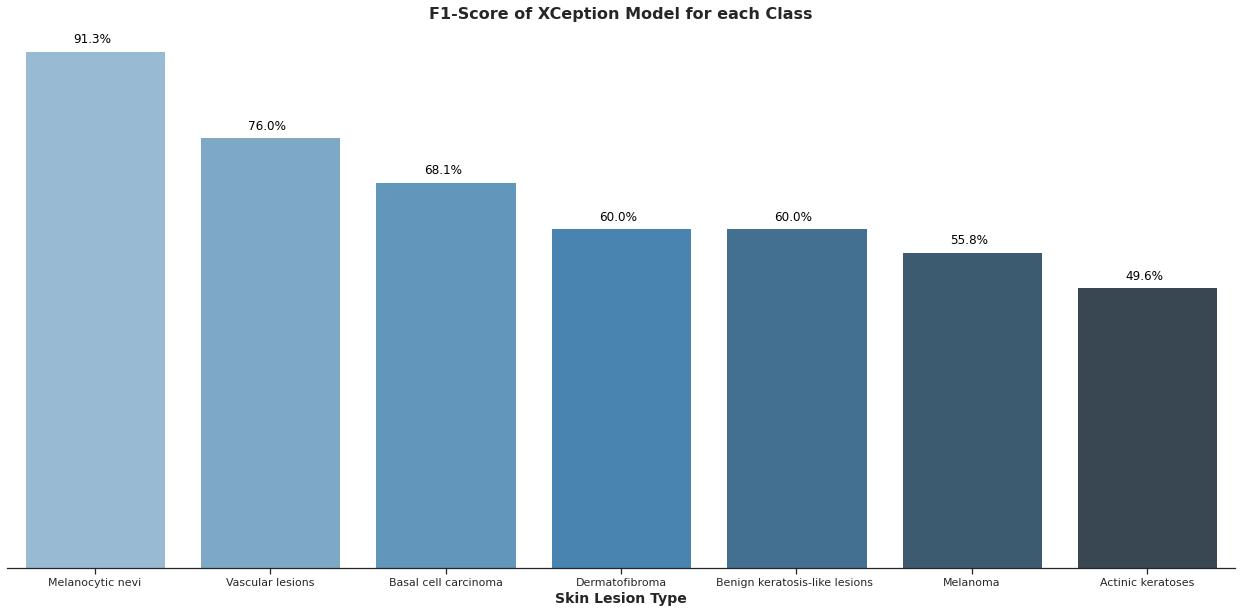 F1-Score of XCeption Model for each Class
91.3%
76.0%
68.1%
60.0%
60.0%
55.8%
49.6%
Melanocytic nevi
Vascular lesions
Basal cell carcinoma
Dermatofibroma
Benign keratosis-like lesions
Melanoma
Actinic keratoses
Skin Lesion Type